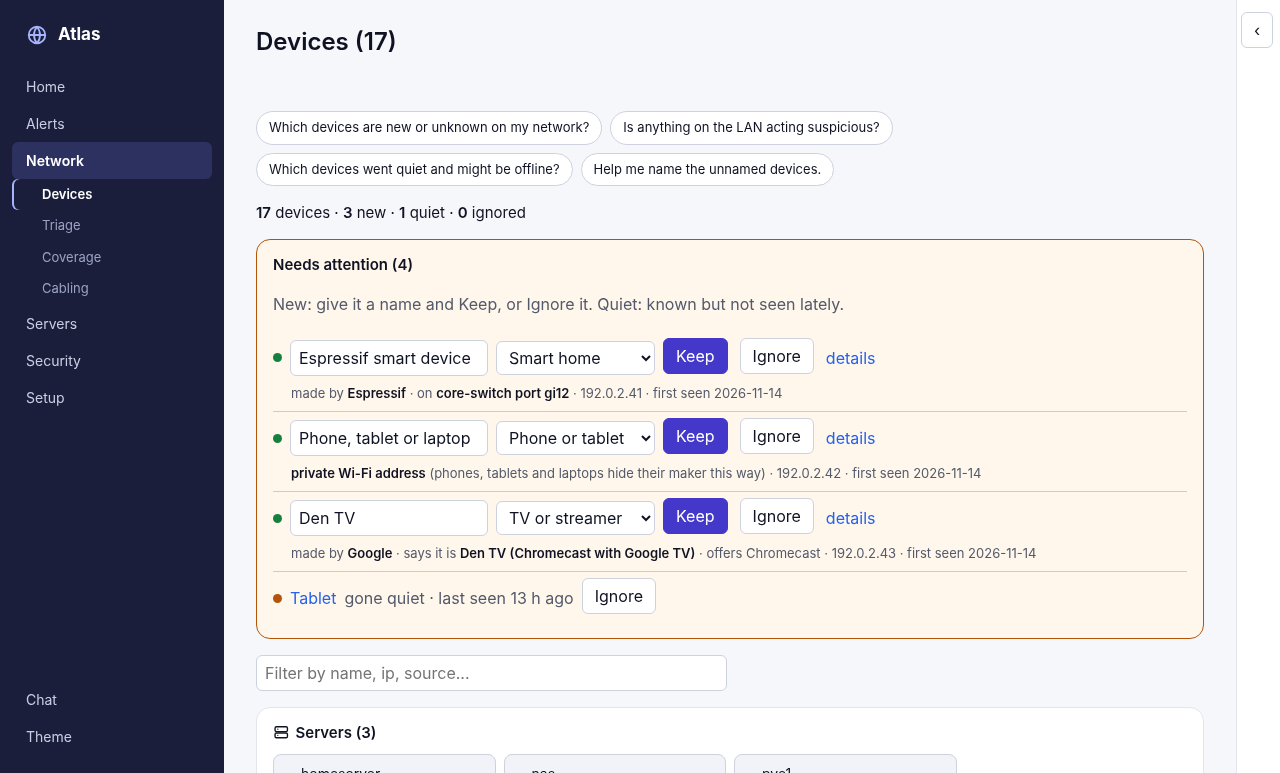 Atlas
Home
Alerts
Network
Devices
Triage
Coverage
Cabling
Servers
Security
Setup
Chat
Theme
Devices (17)
Which devices are new or unknown on my network?
Is anything on the LAN acting suspicious?
Which devices went quiet and might be offline?
Help me name the unnamed devices.
17 devices · 3 new · 1 quiet · 0 ignored
Needs attention (4)
New: give it a name and Keep, or Ignore it. Quiet: known but not seen lately.
Espressif smart device Smart home Keep Ignore details
made by Espressif · on core-switch port gi12 · 192.0.2.41 · first seen 2026-11-14
Phone, tablet or laptop Phone or tablet Keep Ignore details
private Wi-Fi address (phones, tablets and laptops hide their maker this way) · 192.0.2.42 · first seen 2026-11-14
Den TV TV or streamer Keep Ignore details
made by Google · says it is Den TV (Chromecast with Google TV) · offers Chromecast · 192.0.2.43 · first seen 2026-11-14
Tablet gone quiet · last seen 13 h ago Ignore
Filter by name, ip, source...
Servers (3)
homeserver nas pve1